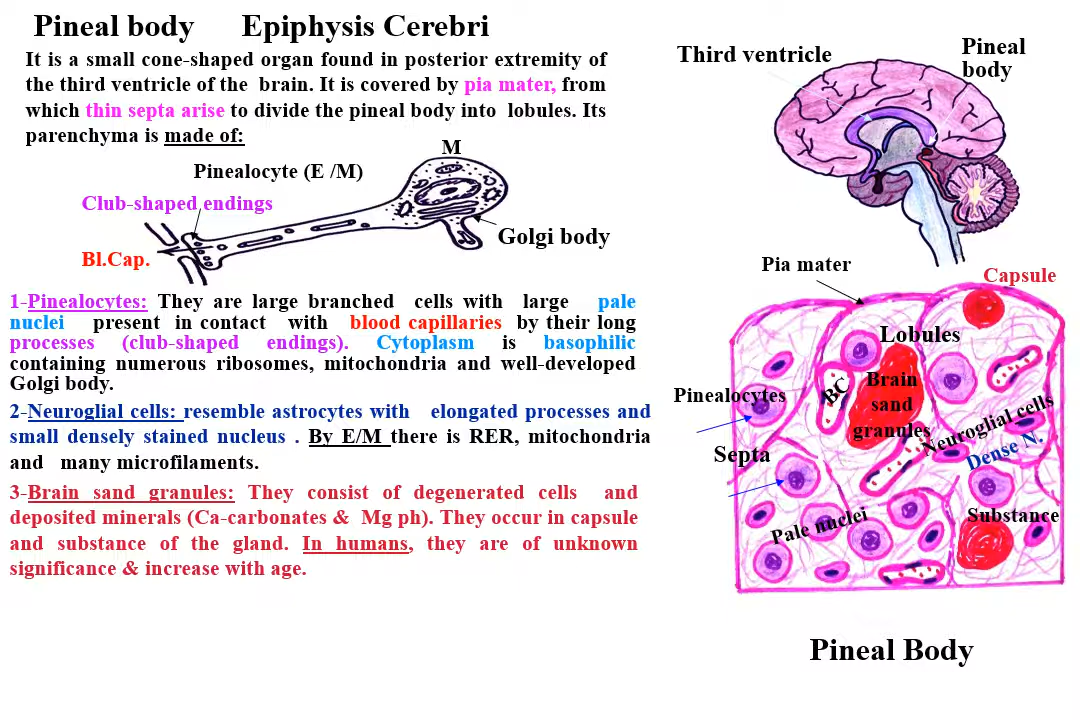 Pineal body Epiphysis Cerebri
It is a small cone-shaped organ found in posterior extremity of
the third ventricle of the brain. It is covered by pia mater, from
which thin septa arise to divide the pineal body into lobules. Its
parenchyma is made of:
M
Pinealocyte (E /M)
Club-shaped endings
Golgi body
Bl.Cap.
1-Pinealocytes: They are large branched cells with large pale
nuclei present in contact with blood capillaries by their long
processes (club-shaped endings). Cytoplasm is basophilic
containing numerous ribosomes, mitochondria and well-developed
Golgi body.
2-Neuroglial cells: resemble astrocytes with elongated processes and
small densely stained nucleus . By E/M there is RER, mitochondria
and many microfilaments.
3-Brain sand granules: They consist of degenerated cells and
deposited minerals (Ca-carbonates & Mg ph). They occur in capsule
and substance of the gland. In humans, they are of unknown
significance & increase with age.
Third ventricle
Pineal
body
Pia mater
Capsule
Lobules
Pinealocytes
BC
Brain
sand
granules
Neuroglial cells
Dense N.
Septa
Pale nuclei
Substance
Pineal Body